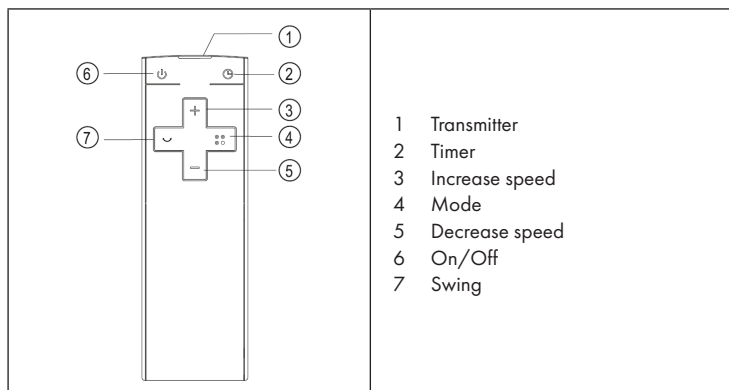 1
6
2
3
7
4
5
1 Transmitter
2 Timer
3 Increase speed
4 Mode
5 Decrease speed
6 On/Off
7 Swing